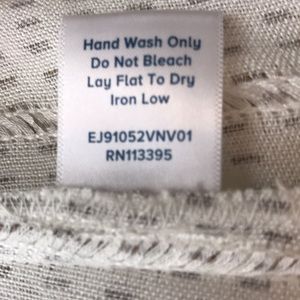 Hand Wash Only
Do Not Bleach
Lay Flat To Dry
Iron Low
EJ91052VNV01
RN113395